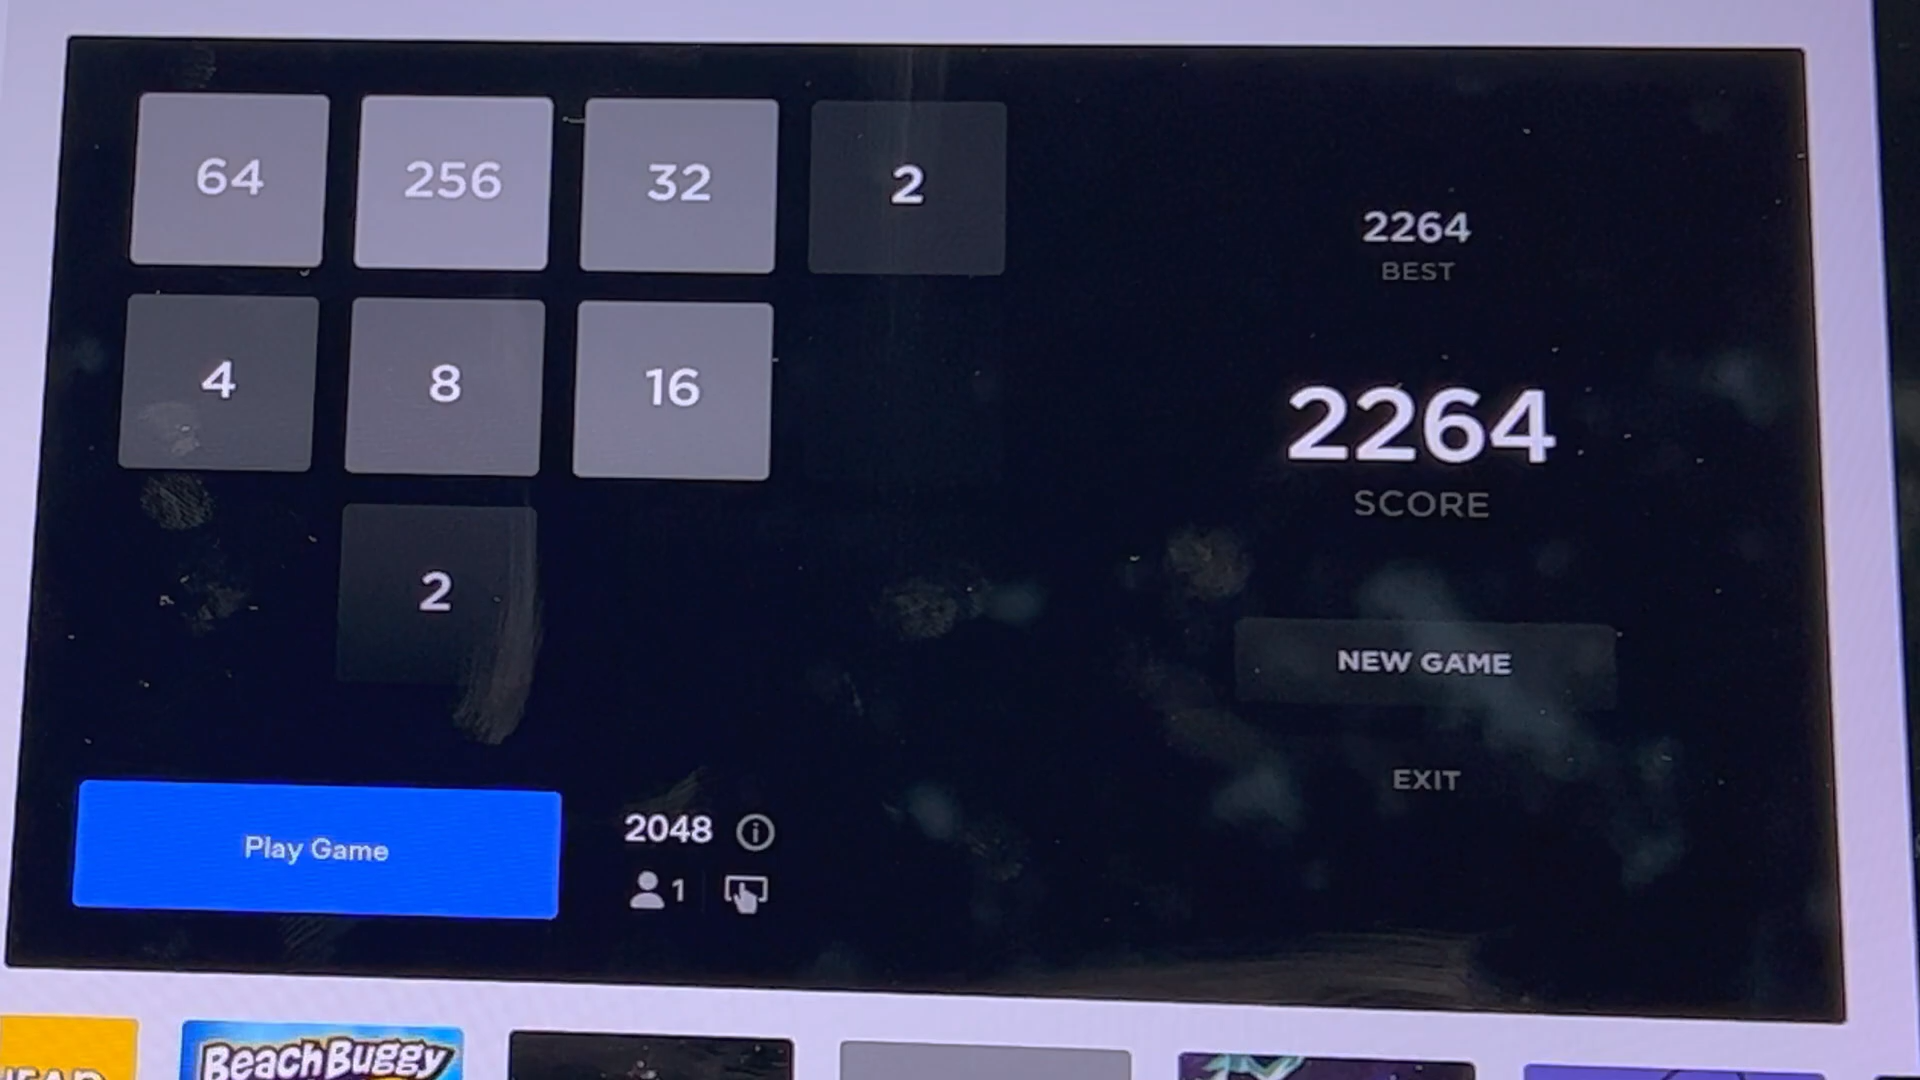 64 256 32 2
4 8 16
2
2264
BEST
2264
SCORE
NEW GAME
EXIT
Play Game
2048
1
BeachBuggy